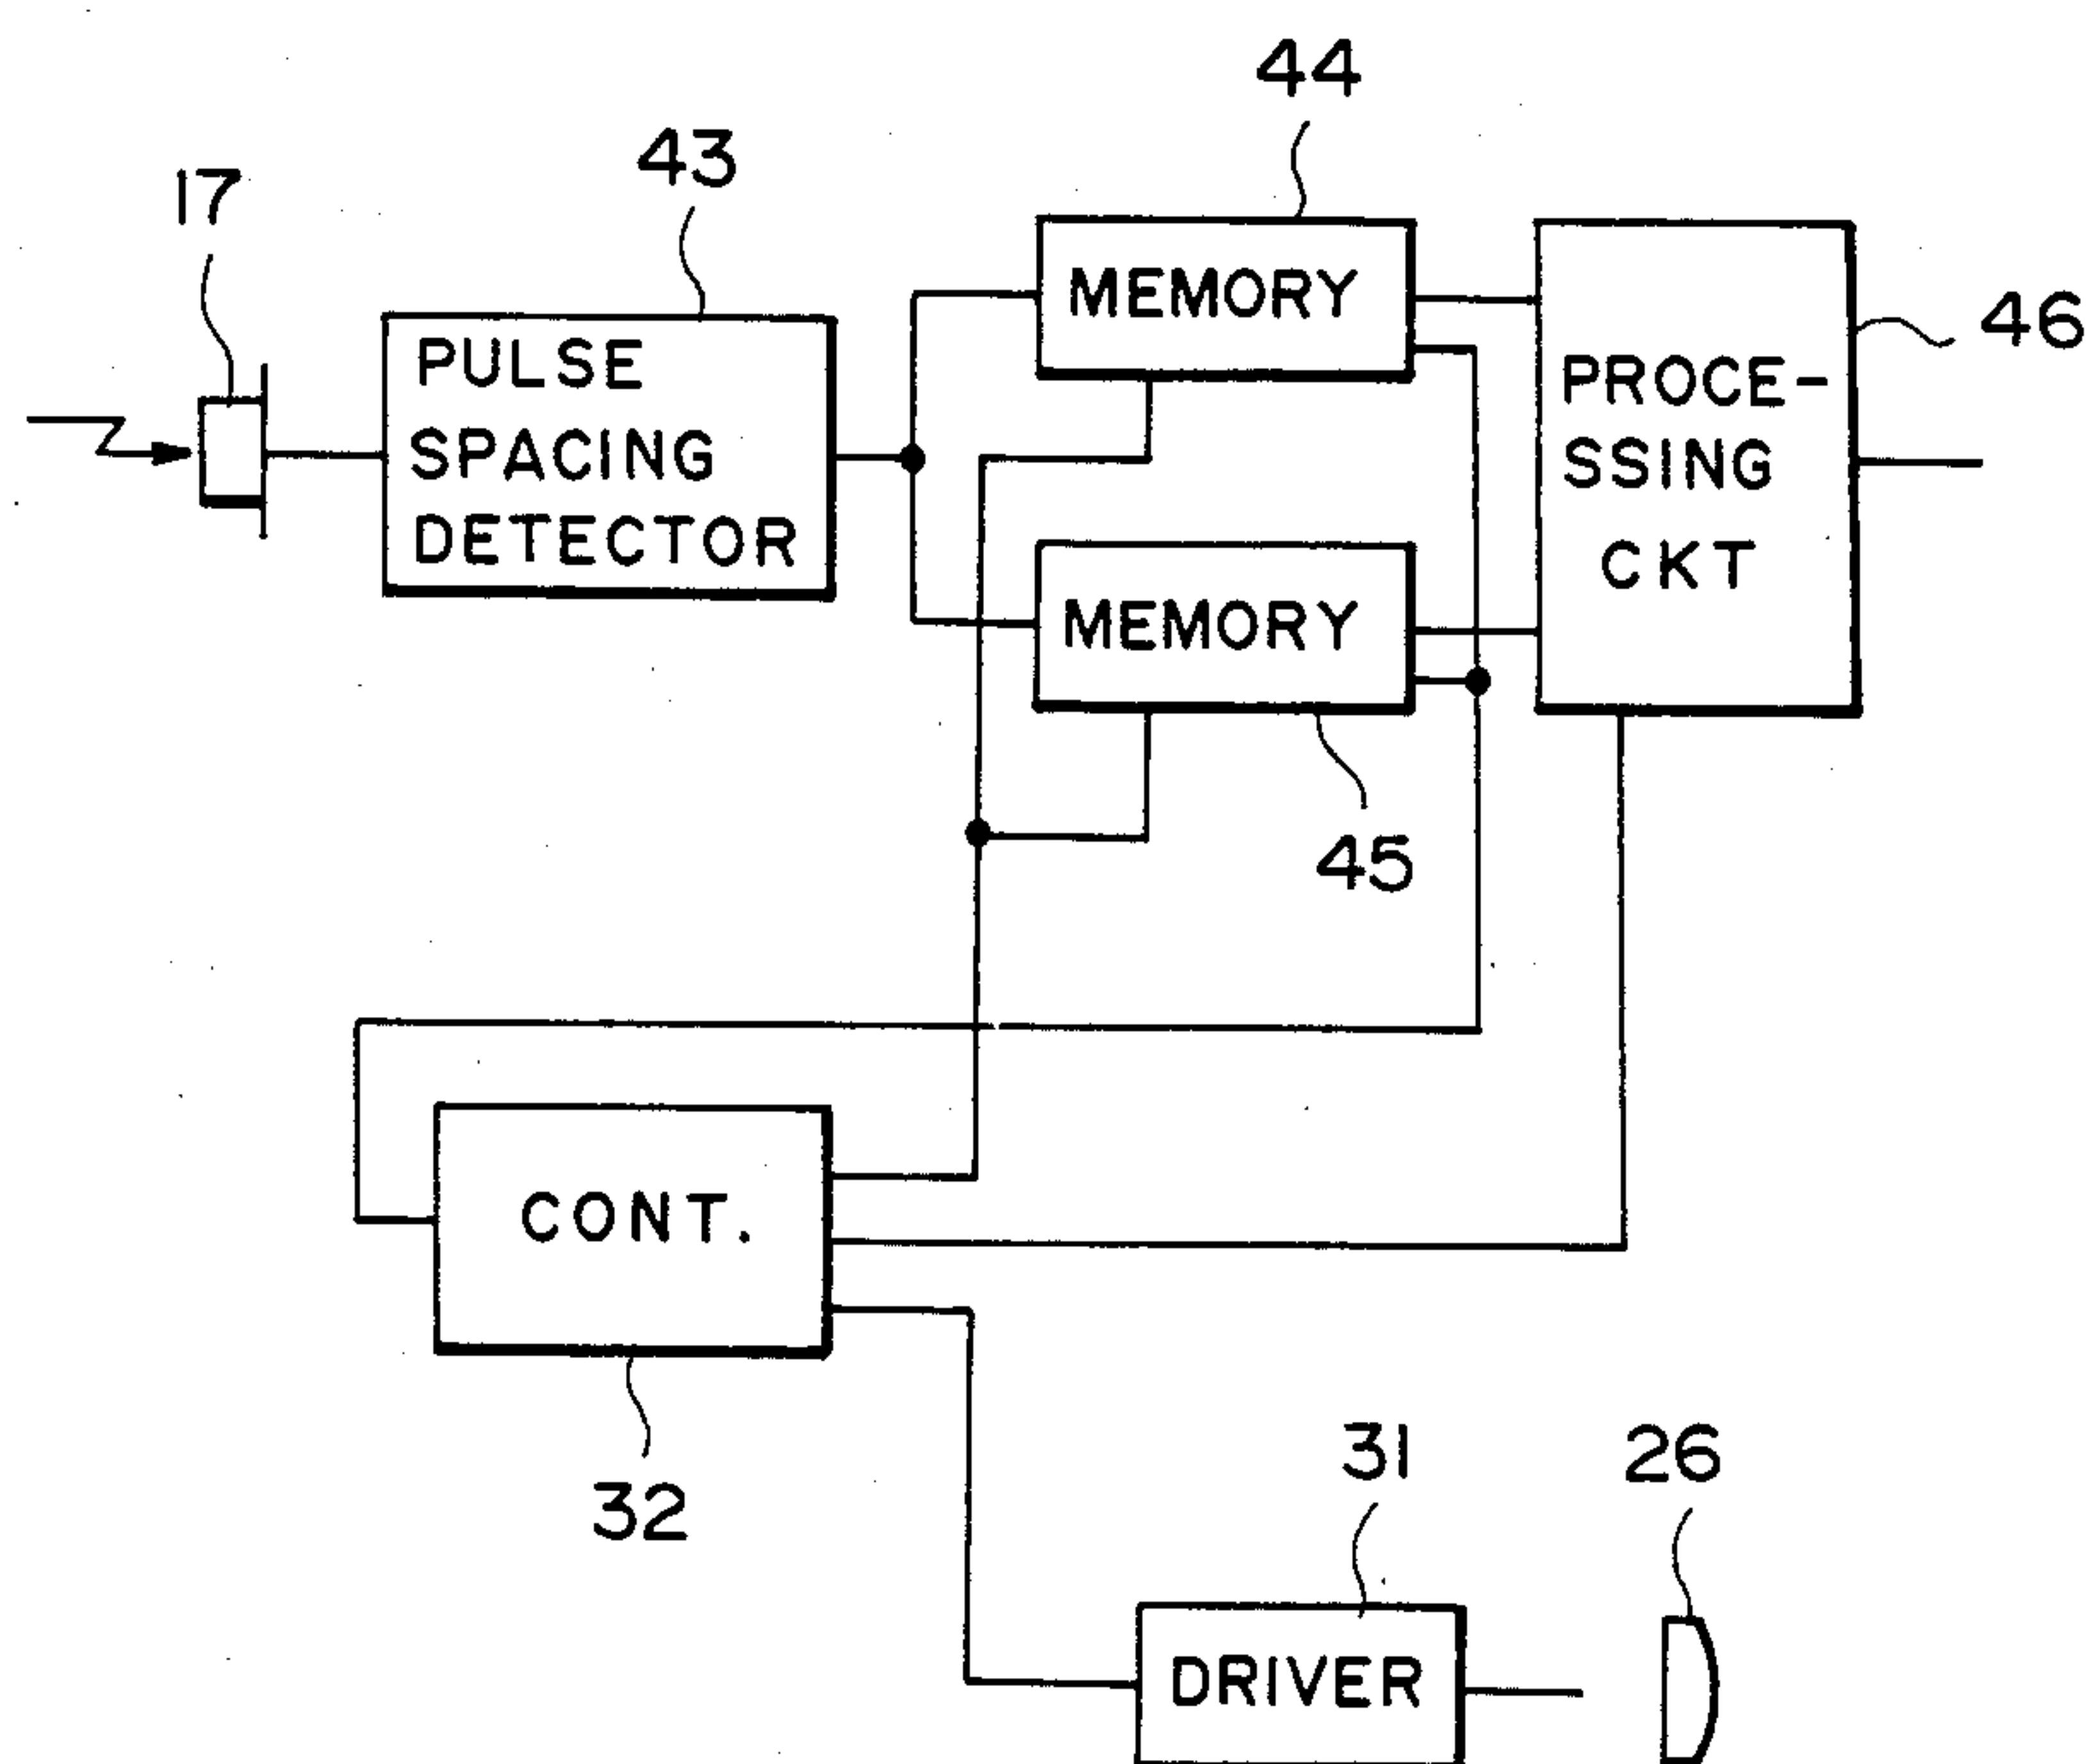 44
43
17
MEMORY
46
PULSE
SPACING
DETECTOR
PROCE-
SSING
CKT
MEMORY
45
CONT.
32
31
26
DRIVER